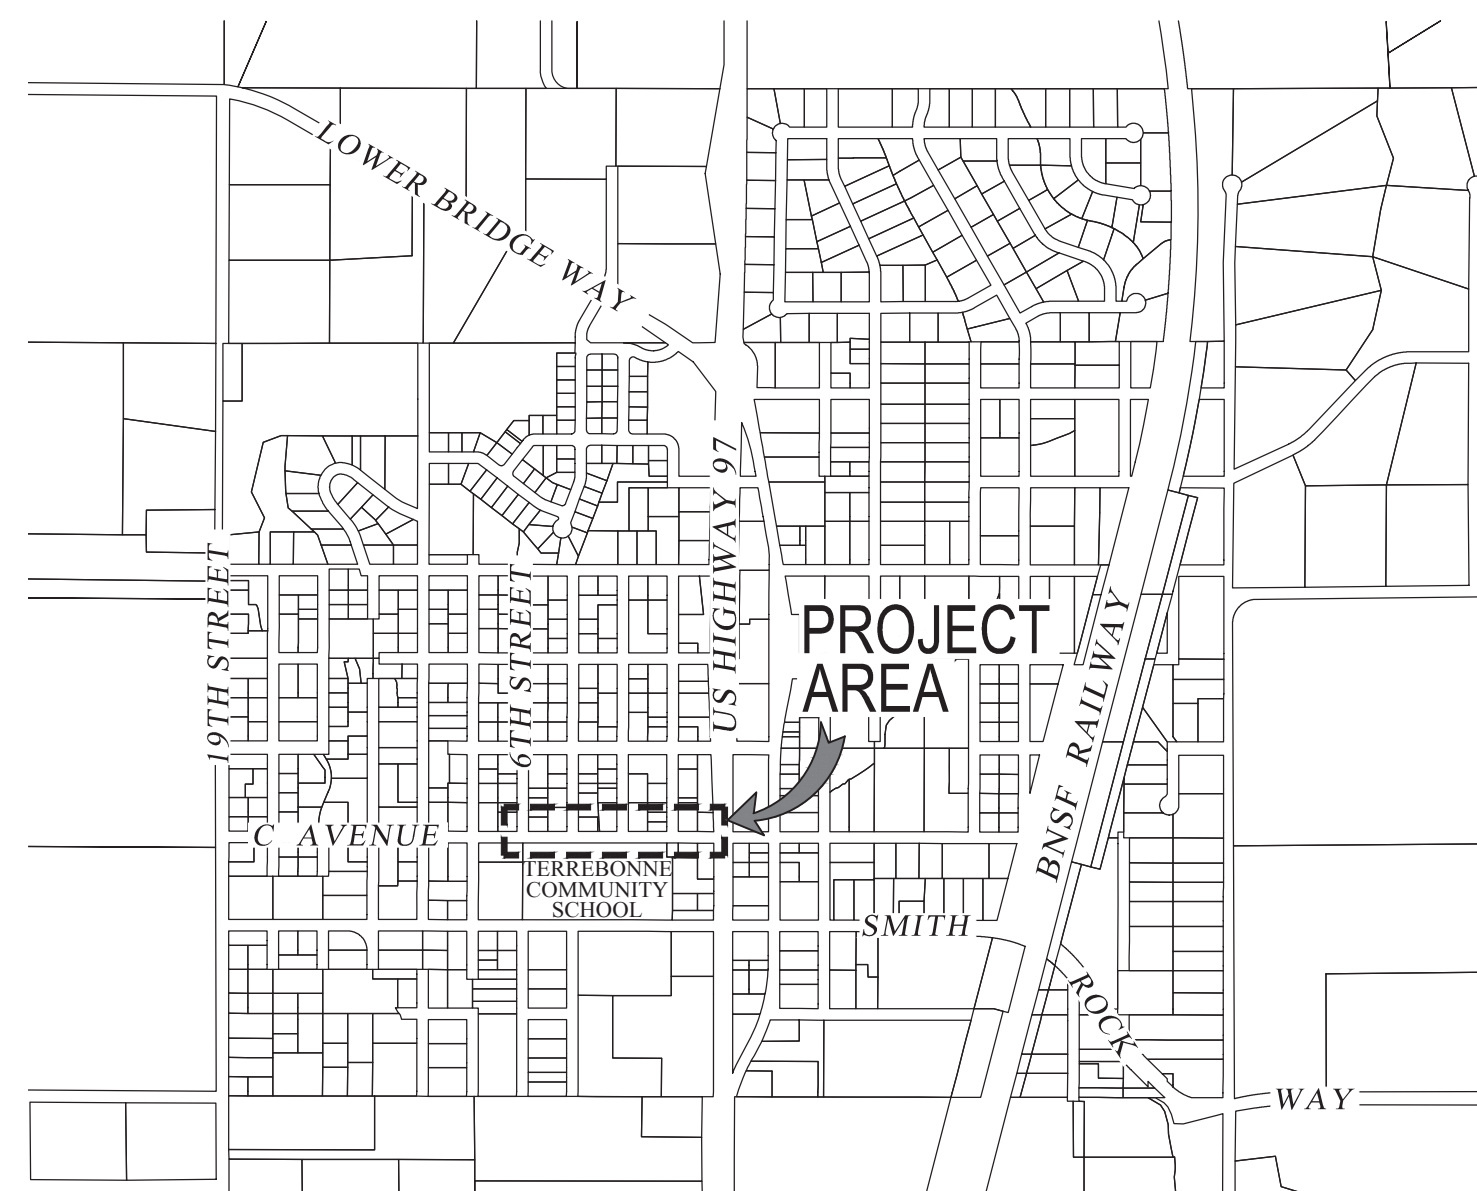 LOWER BRIDGE WAY
US HIGHWAY 97
19TH STREET
6TH STREET
PROJECT
AREA
BNSF RAILWAY
C AVENUE
TERREBONNE
COMMUNITY
SCHOOL
SMITH
ROCK
WAY